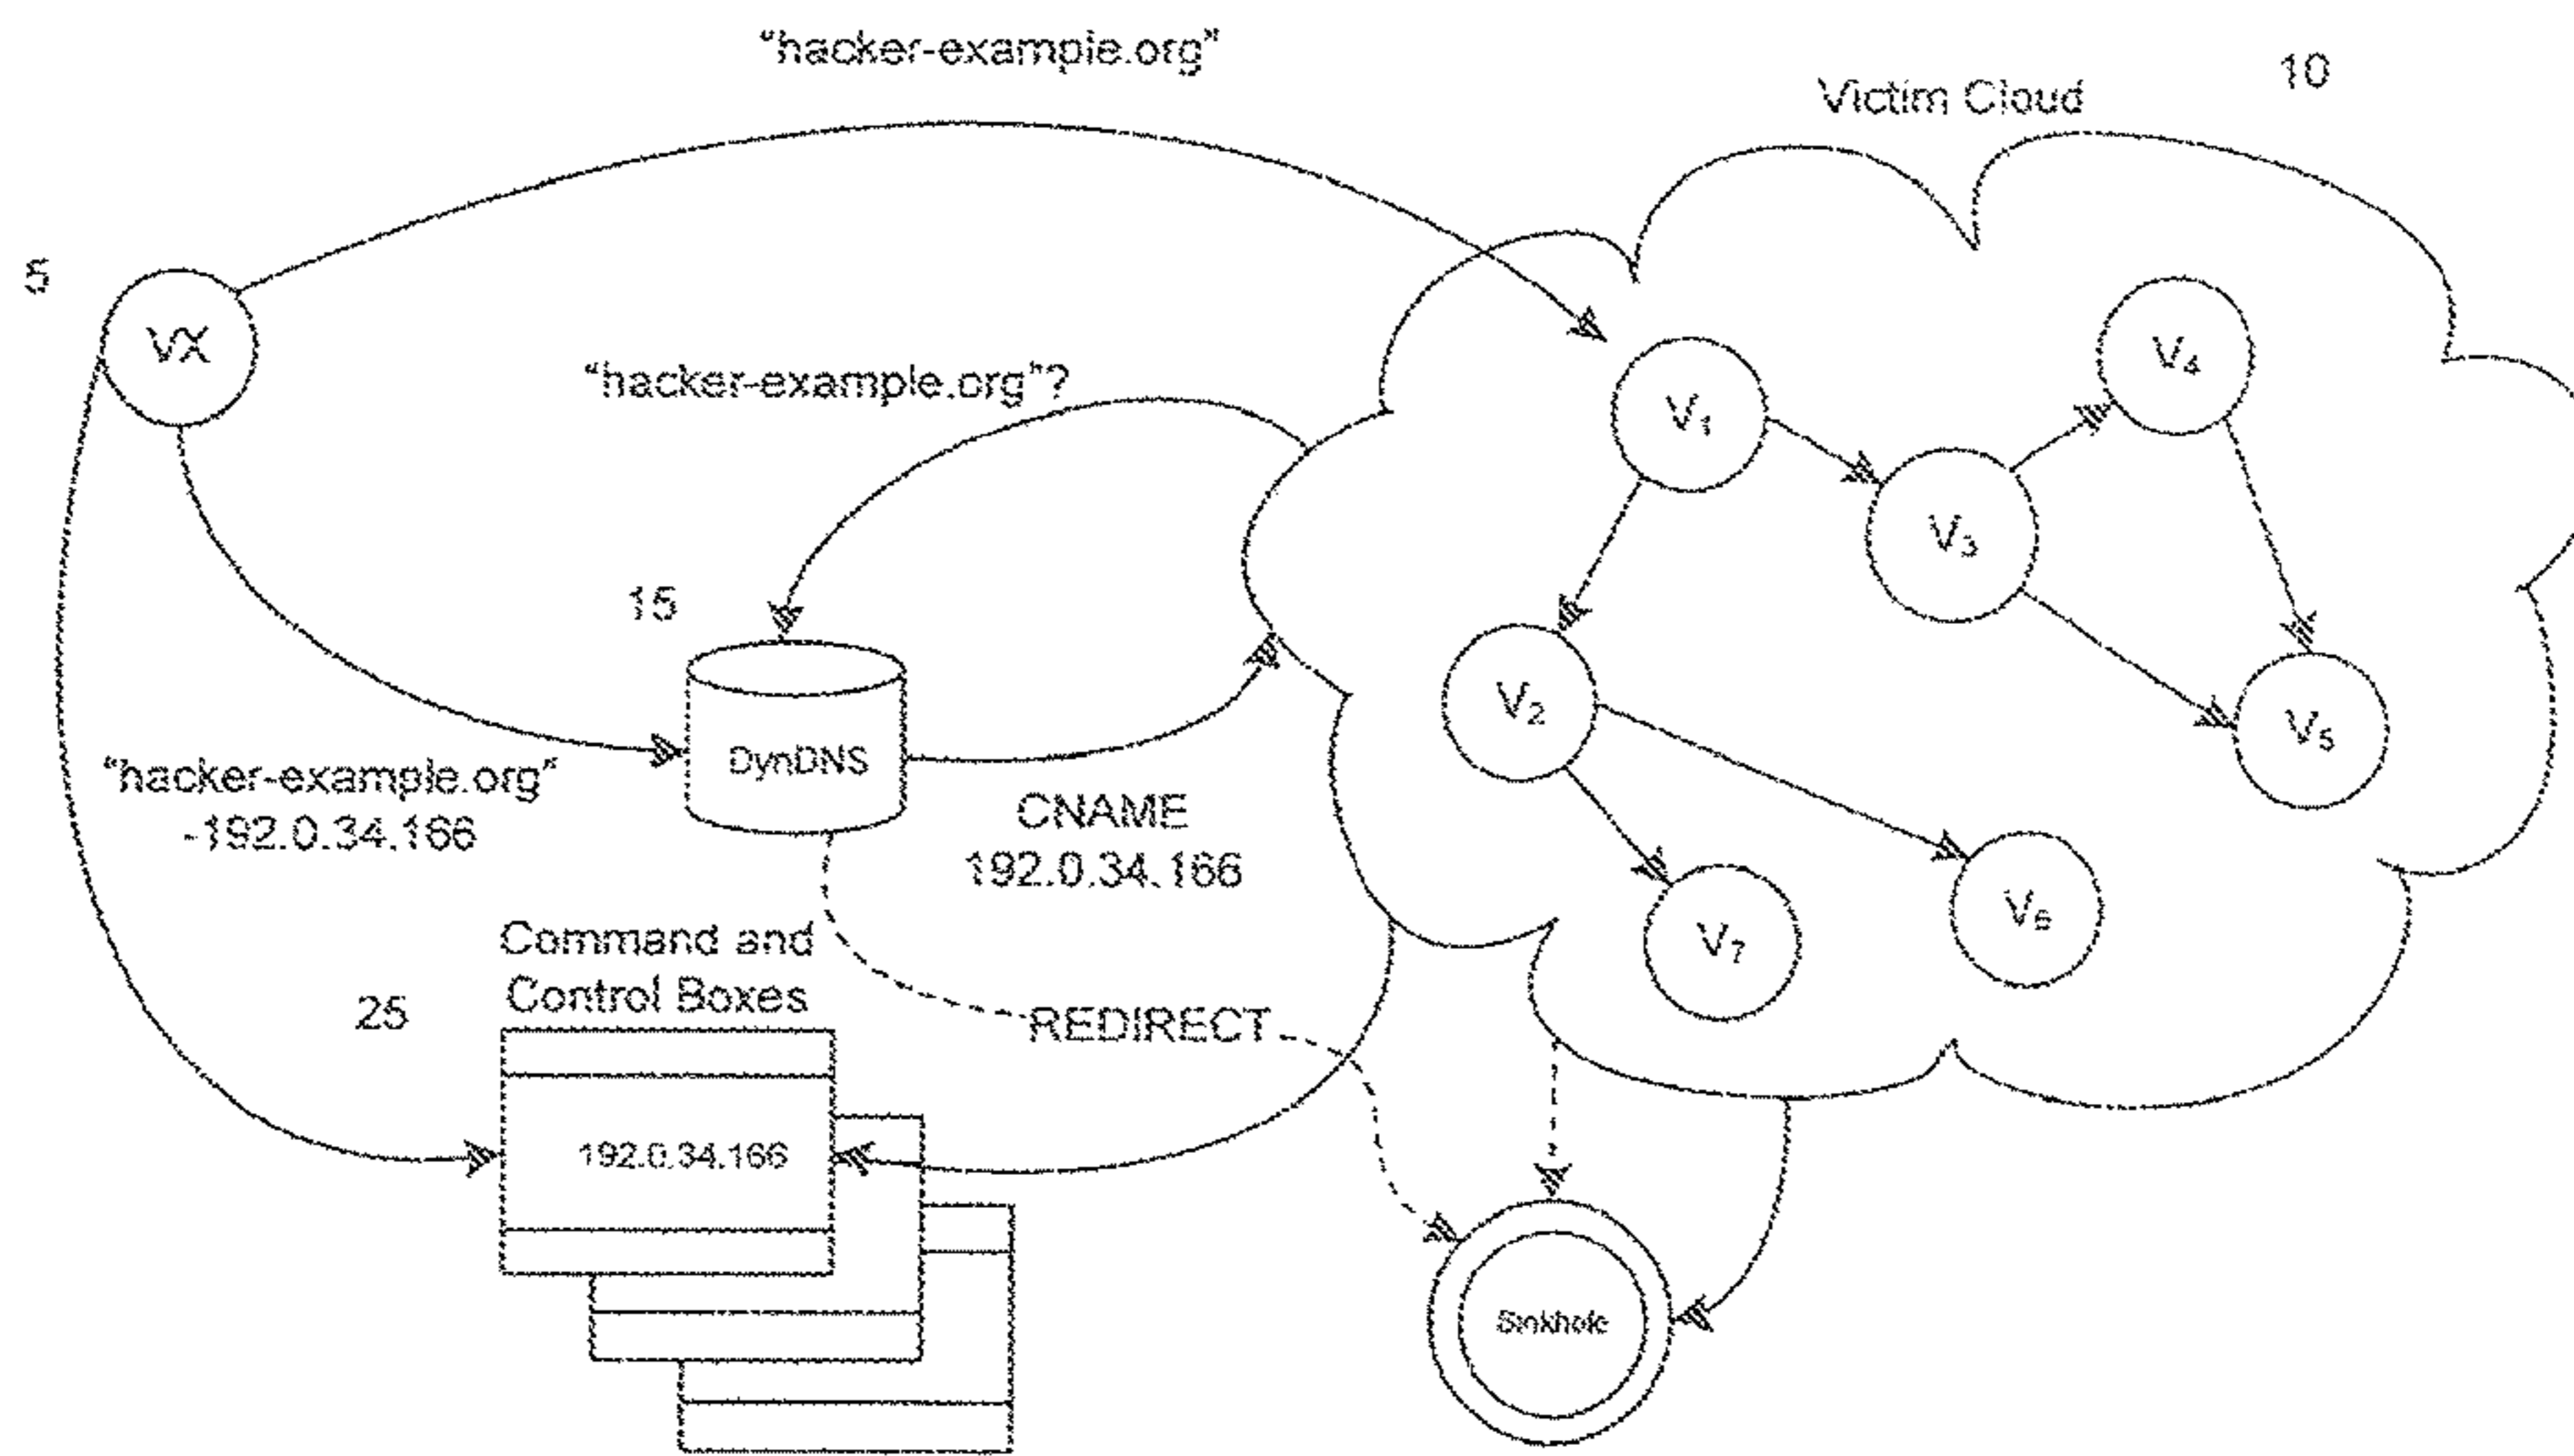 "hacker-example.org"
10
Victim Cloud
5
VX
"hacker-example.org"?
V4
V1
V3
15
V2
V5
DynDNS
"hacker-example.org"
-192.0.34.166
CNAME
192.0.34.166
V6
V7
Command and
Control Boxes
25
REDIRECT
192.0.34.166
Sinkhole